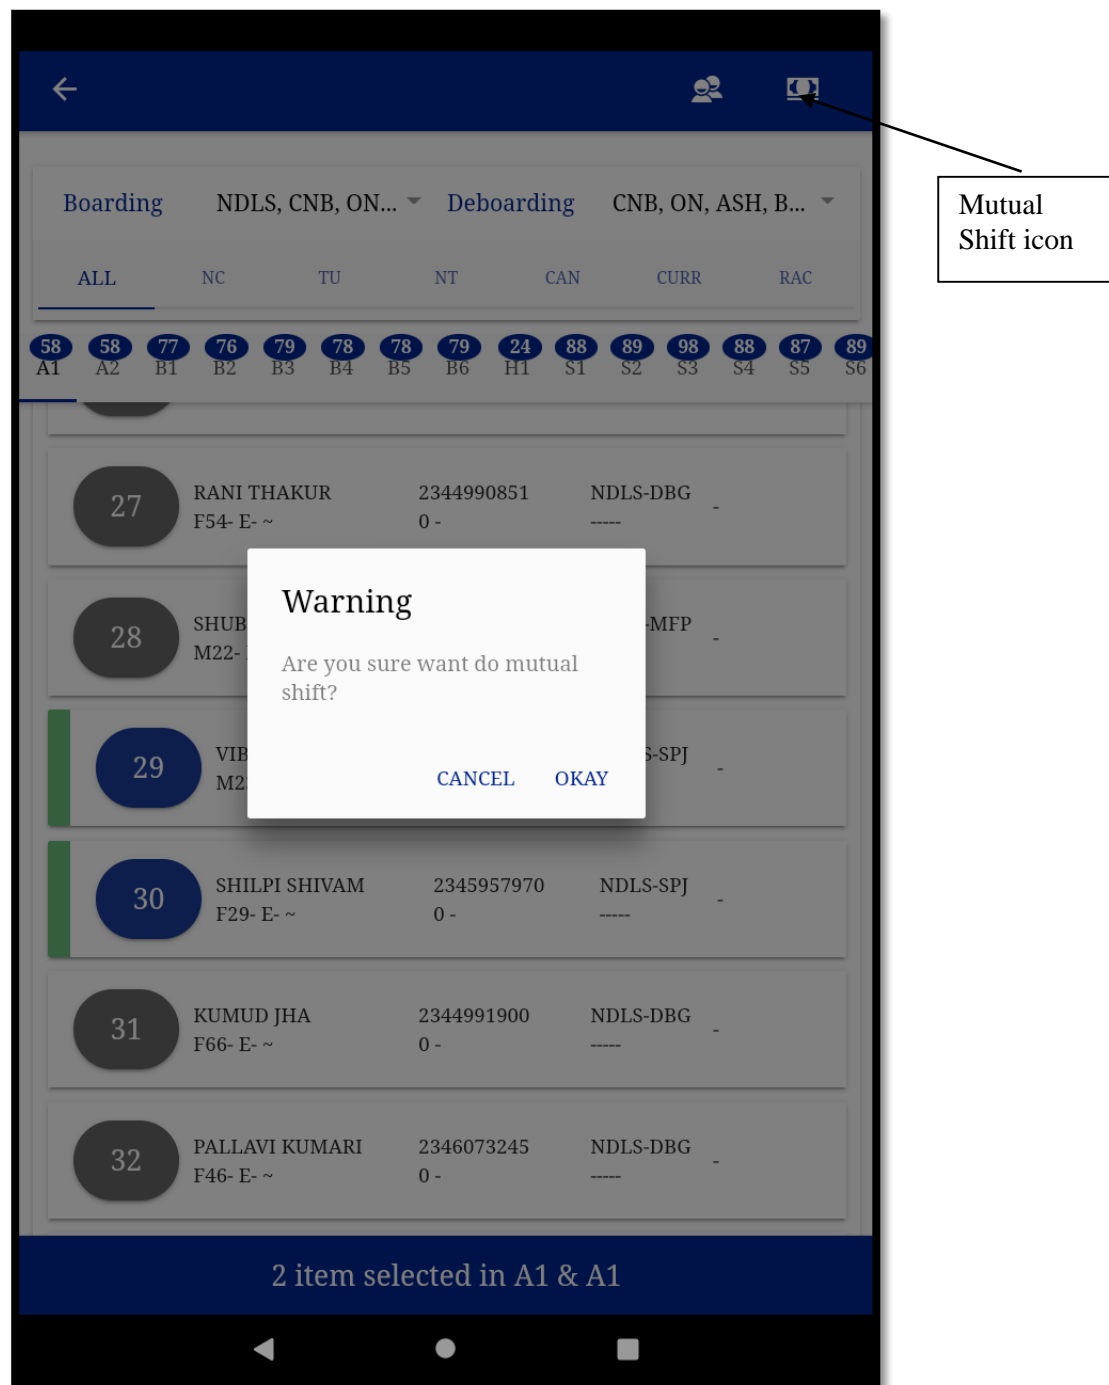 Mutual
Shift icon
Boarding NDLS, CNB, ON... Deboarding CNB, ON, ASH, B...
ALL NC TU NT CAN CURR RAC
58 58 77 76 79 78 78 79 24 88 89 98 88 87 89
A1 A2 B1 B2 B3 B4 B5 B6 H1 S1 S2 S3 S4 S5 S6
27 RANI THAKUR 2344990851 NDLS-DBG -
F54- E- ~ 0 - -----
28 SHUB -MFP -
M22-
29 VIB S-SPJ -
M2
Warning
Are you sure want do mutual
shift?
CANCEL OKAY
30 SHILPI SHIVAM 2345957970 NDLS-SPJ -
F29- E- ~ 0 - -----
31 KUMUD JHA 2344991900 NDLS-DBG -
F66- E- ~ 0 - -----
32 PALLAVI KUMARI 2346073245 NDLS-DBG -
F46- E- ~ 0 - -----
2 item selected in A1 & A1